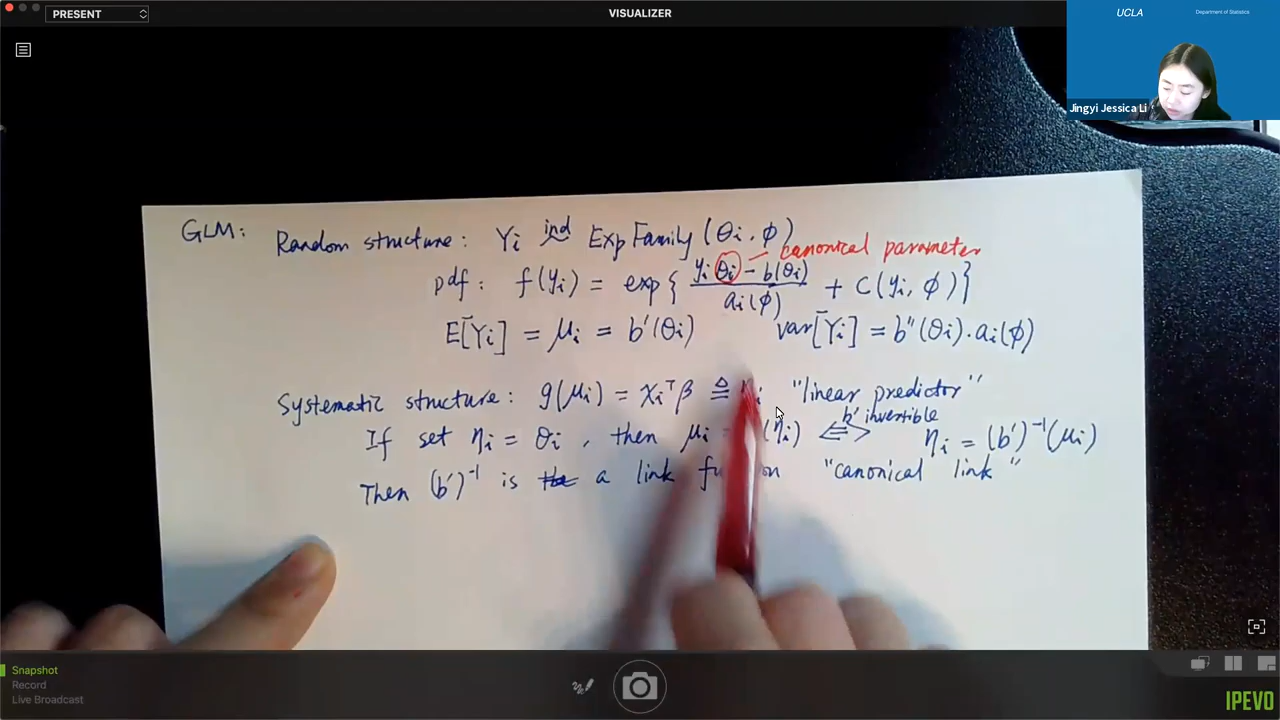 PRESENT
VISUALIZER
UCLA
Department of Statistics
Jingyi Jessica Li
GLM:
Random structure: Yi ind Exp Family (θi, ϕ)
canonical parameter
pdf: f(yi) = exp{ (yi θi − b(θi)) / ai(ϕ) + C(yi, ϕ)}
E[Yi] = μi = b′(θi) var[Yi] = b″(θi)·ai(ϕ)
Systematic structure: g(μi) = xiᵀβ ≜ ηi "linear predictor"
b′ invertible
If set ηi = θi, then μi = (ηi) ⟺ ηi = (b′)⁻¹(μi)
Then (b′)⁻¹ is a link "canonical link"
Snapshot
Record
Live Broadcast
IPEVO